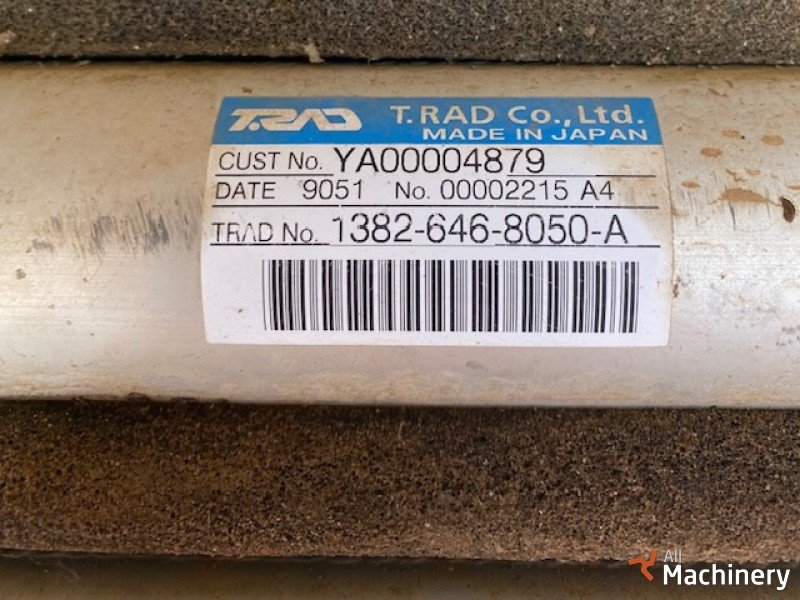 T.RAD T.RAD Co., Ltd.
MADE IN JAPAN
CUST No. YA00004879
DATE 9051 No. 00002215 A4
TRAD No. 1382-646-8050-A
All
Machinery